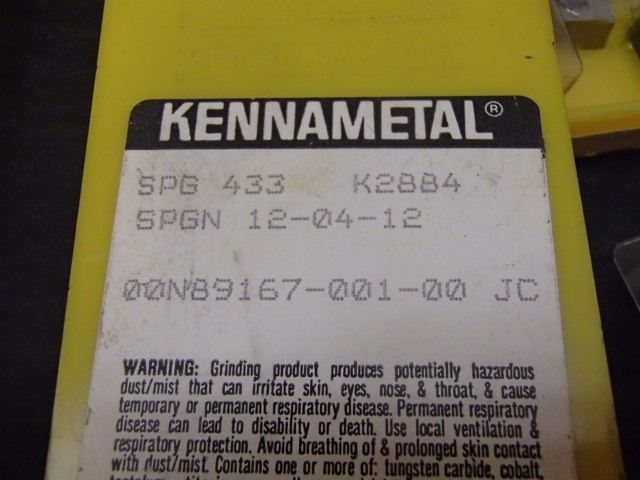 KENNAMETAL®
SPG 433 K2884
SPGN 12-04-12
00N89167-001-00 JC
WARNING: Grinding product produces potentially hazardous
dust/mist that can irritate skin, eyes, nose, & throat, & cause
temporary or permanent respiratory disease. Permanent respiratory
disease can lead to disability or death. Use local ventilation &
respiratory protection. Avoid breathing of & prolonged skin contact
with dust/mist. Contains one or more of: tungsten carbide, cobalt,